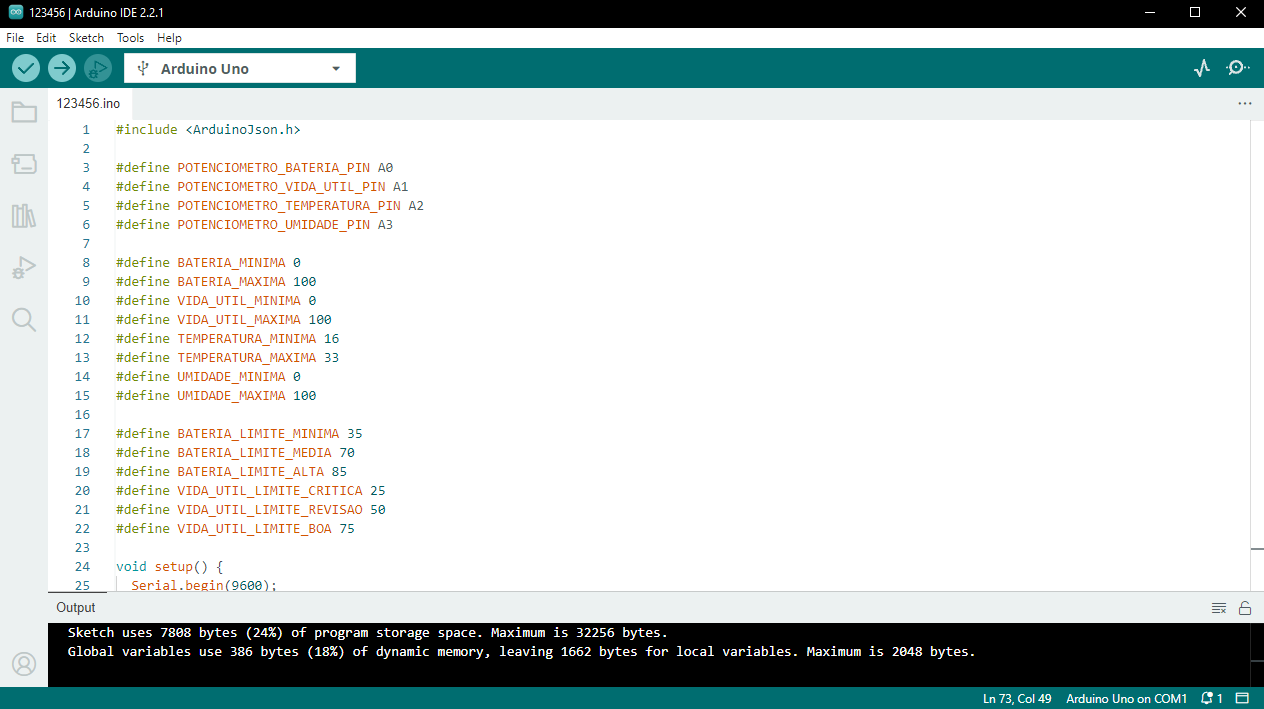 123456 | Arduino IDE 2.2.1
File Edit Sketch Tools Help
Arduino Uno
123456.ino
1 #include <ArduinoJson.h>
2
3 #define POTENCIOMETRO_BATERIA_PIN A0
4 #define POTENCIOMETRO_VIDA_UTIL_PIN A1
5 #define POTENCIOMETRO_TEMPERATURA_PIN A2
6 #define POTENCIOMETRO_UMIDADE_PIN A3
7
8 #define BATERIA_MINIMA 0
9 #define BATERIA_MAXIMA 100
10 #define VIDA_UTIL_MINIMA 0
11 #define VIDA_UTIL_MAXIMA 100
12 #define TEMPERATURA_MINIMA 16
13 #define TEMPERATURA_MAXIMA 33
14 #define UMIDADE_MINIMA 0
15 #define UMIDADE_MAXIMA 100
16
17 #define BATERIA_LIMITE_MINIMA 35
18 #define BATERIA_LIMITE_MEDIA 70
19 #define BATERIA_LIMITE_ALTA 85
20 #define VIDA_UTIL_LIMITE_CRITICA 25
21 #define VIDA_UTIL_LIMITE_REVISAO 50
22 #define VIDA_UTIL_LIMITE_BOA 75
23
24 void setup() {
25 Serial.begin(9600);
Output
Sketch uses 7808 bytes (24%) of program storage space. Maximum is 32256 bytes.
Global variables use 386 bytes (18%) of dynamic memory, leaving 1662 bytes for local variables. Maximum is 2048 bytes.
Ln 73, Col 49 Arduino Uno on COM1 1